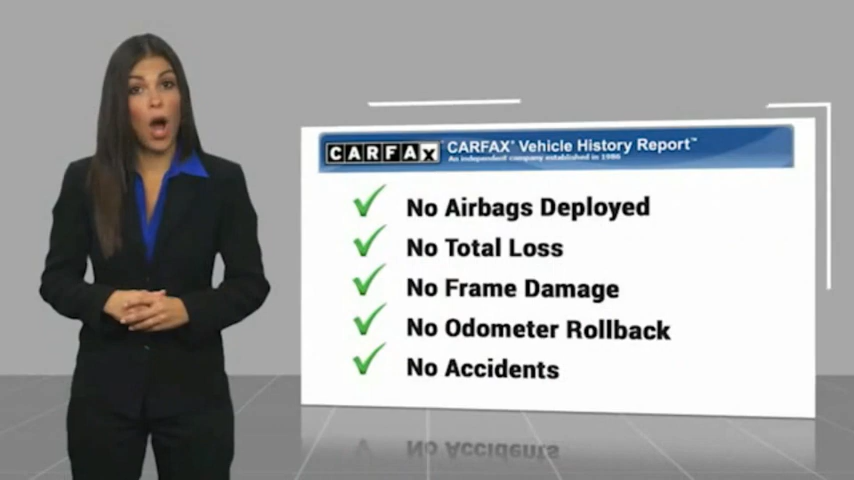 CARFAX CARFAX® Vehicle History Report™
An independent company established in 1986
No Airbags Deployed
No Total Loss
No Frame Damage
No Odometer Rollback
No Accidents
No Accidents